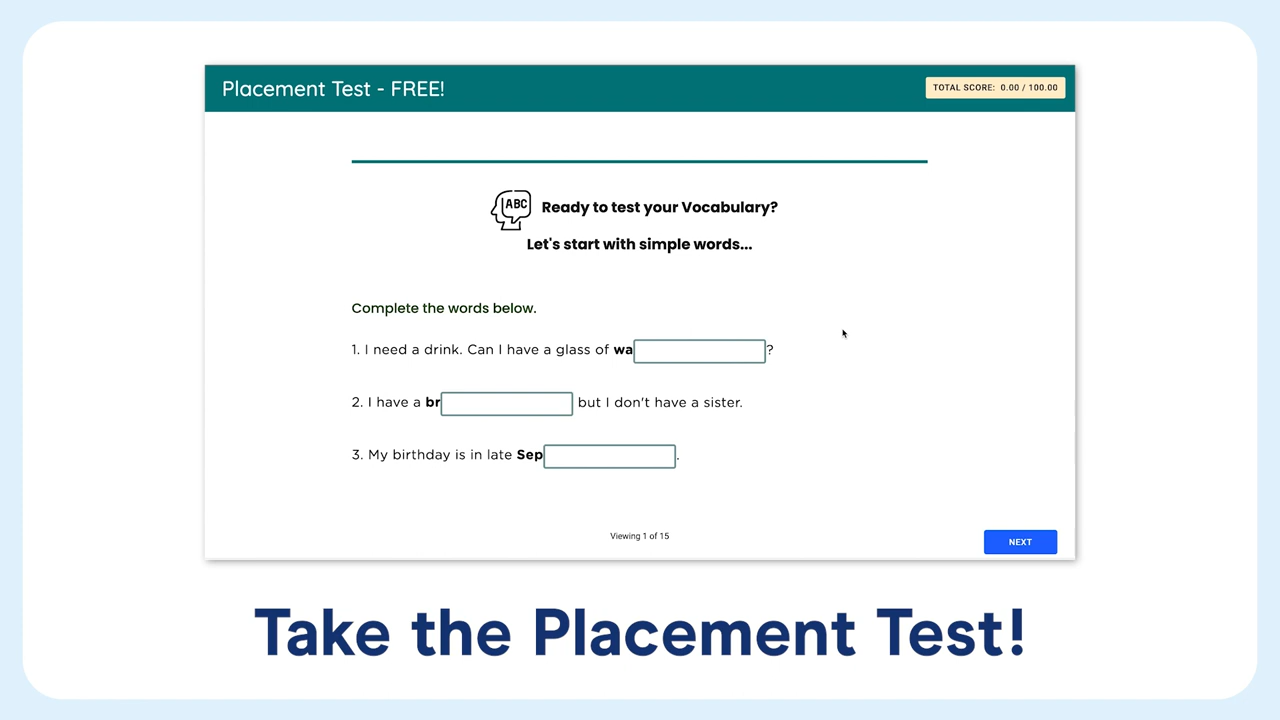 Placement Test - FREE!
TOTAL SCORE: 0.00 / 100.00
ABC
Ready to test your Vocabulary?
Let's start with simple words...
Complete the words below.
1. I need a drink. Can I have a glass of wa ?
2. I have a br but I don't have a sister.
3. My birthday is in late Sep .
Viewing 1 of 15
NEXT
Take the Placement Test!